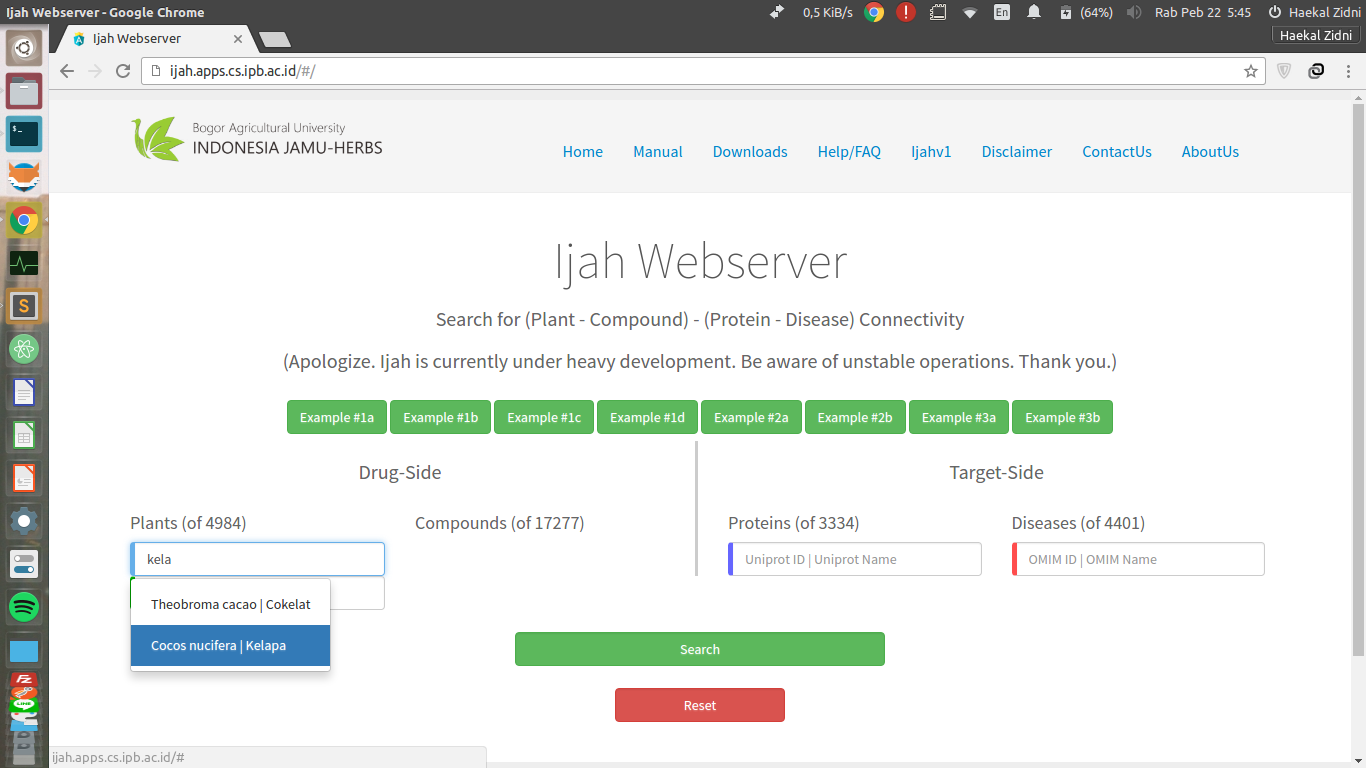 Ijah Webserver - Google Chrome
0,5 KiB/s
En
(64%)
Rab Peb 22 5:45
Haekal Zidni
Ijah Webserver
Haekal Zidni
ijah.apps.cs.ipb.ac.id/#/
Bogor Agricultural University
INDONESIA JAMU-HERBS
Home Manual Downloads Help/FAQ Ijahv1 Disclaimer ContactUs AboutUs
Ijah Webserver
Search for (Plant - Compound) - (Protein - Disease) Connectivity
(Apologize. Ijah is currently under heavy development. Be aware of unstable operations. Thank you.)
Example #1a Example #1b Example #1c Example #1d Example #2a Example #2b Example #3a Example #3b
Drug-Side
Target-Side
Plants (of 4984)
Compounds (of 17277)
Proteins (of 3334)
Diseases (of 4401)
kela
Uniprot ID | Uniprot Name
OMIM ID | OMIM Name
Theobroma cacao | Cokelat
Cocos nucifera | Kelapa
Search
Reset
S
FZ
LINE
ijah.apps.cs.ipb.ac.id/#